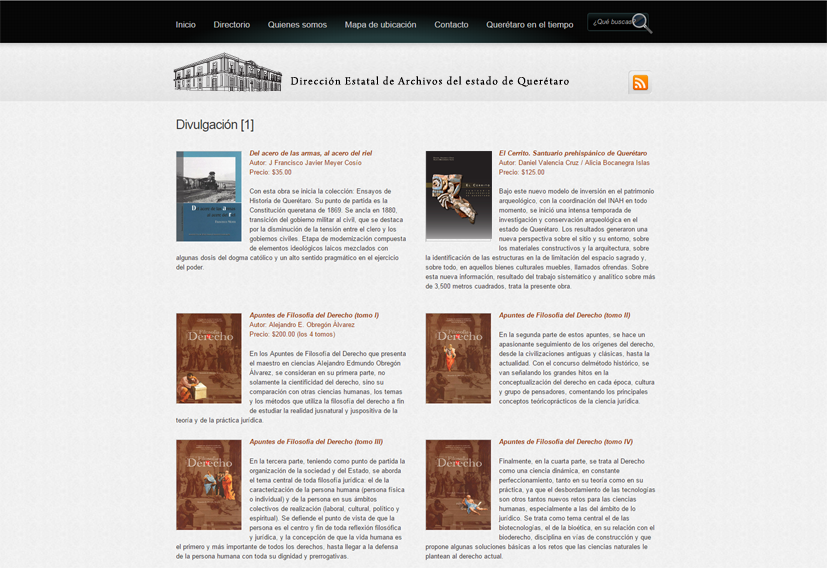 Inicio Directorio Quienes somos Mapa de ubicación Contacto Querétaro en el tiempo ¿Qué buscas?
Dirección Estatal de Archivos del estado de Querétaro
Divulgación [1]
Del acero de las armas, al acero del riel
Autor: J Francisco Javier Meyer Cosío
Precio: $35.00
Con esta obra se inicia la colección: Ensayos de
Historia de Querétaro. Su punto de partida es la
Constitución queretana de 1869. Se ancla en 1880,
transición del gobierno militar al civil, que se destaca
por la disminución de la tensión entre el clero y los
gobiernos civiles. Etapa de modernización compuesta
de elementos ideológicos laicos mezclados con
algunas dosis del dogma católico y un alto sentido pragmático en el ejercicio
del poder.
El Cerrito. Santuario prehispánico de Querétaro
Autor: Daniel Valencia Cruz / Alicia Bocanegra Islas
Precio: $125.00
Bajo este nuevo modelo de inversión en el patrimonio
arqueológico, con la coordinación del INAH en todo
momento, se inició una intensa temporada de
investigación y conservación arqueológica en el
estado de Querétaro. Los resultados generaron una
nueva perspectiva sobre el sitio y su entorno, sobre
los materiales constructivos y la arquitectura, sobre
la identificación de las estructuras en la de limitación del espacio sagrado y,
sobre todo, en aquellos bienes culturales muebles, llamados ofrendas. Sobre
esta nueva información, resultado del trabajo sistemático y analítico sobre más
de 3,500 metros cuadrados, trata la presente obra.
Apuntes de Filosofía del Derecho (tomo I)
Autor: Alejandro E. Obregón Álvarez
Precio: $200.00 (los 4 tomos)
En los Apuntes de Filosofía del Derecho que presenta
el maestro en ciencias Alejandro Edmundo Obregón
Álvarez, se consideran en su primera parte, no
solamente la cientificidad del derecho, sino su
comparación con otras ciencias humanas, los temas
y los métodos que utiliza la filosofía del derecho a fin
de estudiar la realidad jusnatural y juspositiva de la
teoría y de la práctica jurídica.
Filosofía
Derecho
Apuntes de Filosofía del Derecho (tomo II)
En la segunda parte de estos apuntes, se hace un
apasionante seguimiento de los orígenes del derecho,
desde la civilizaciones antiguas y clásicas, hasta la
actualidad. Con el concurso delmétodo histórico, se
van señalando los grandes hitos en la
conceptualización del derecho en cada época, cultura
y grupo de pensadores, comentando los principales
conceptos teóricoprácticos de la ciencia jurídica.
Filosofía
Derecho
Apuntes de Filosofía del Derecho (tomo III)
En la tercera parte, teniendo como punto de partida la
organización de la sociedad y del Estado, se aborda
el tema central de toda filosofía jurídica: el de la
caracterización de la persona humana (persona física
o individual) y de la persona en sus ámbitos
colectivos de realización (laboral, cultural, político y
espiritual). Se defiende el punto de vista de que la
persona es el centro y fin de toda reflexión filosófica
y jurídica, y la concepción de que la vida humana es
el primero y más importante de todos los derechos, hasta llegar a la defensa
de la persona humana con toda su dignidad y prerrogativas.
Filosofía
Derecho
Apuntes de Filosofía del Derecho (tomo IV)
Finalmente, en la cuarta parte, se trata al Derecho
como una ciencia dinámica, en constante
perfeccionamiento, tanto en su teoría como en su
práctica, ya que el desbordamiento de las tecnologías
son otros tantos nuevos retos para las ciencias
humanas, especialmente a las del ámbito de lo
jurídico. Se trata como tema central el de las
biotecnologías, el de la bioética, en su relación con el
bioderecho, disciplina en vías de construcción y que
propone algunas soluciones básicas a los retos que las ciencias naturales le
plantean al derecho actual.
Filosofía
Derecho